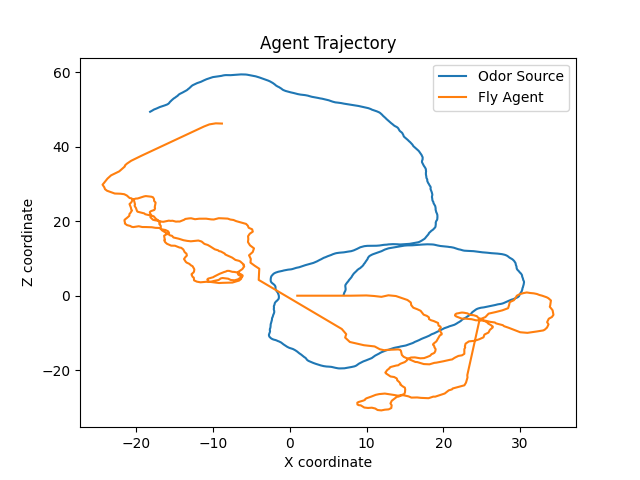 Agent Trajectory
Odor Source
Fly Agent
60
40
20
0
−20
Z coordinate
−20
−10
0
10
20
30
X coordinate